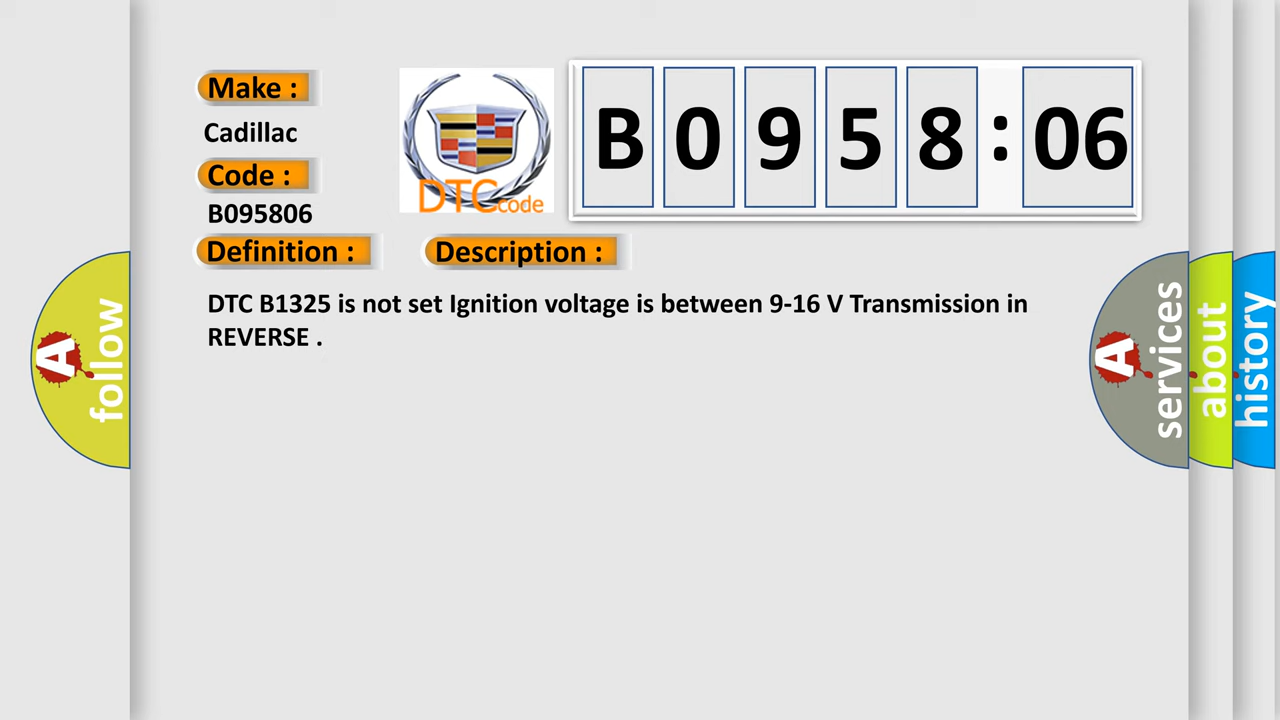 Make :
Cadillac
Code :
B095806
Definition :
Description :
DTC B1325 is not set Ignition voltage is between 9-16 V Transmission in
REVERSE .
DTC code
B 0 9 5 8 : 06
A follow
A services
about
history